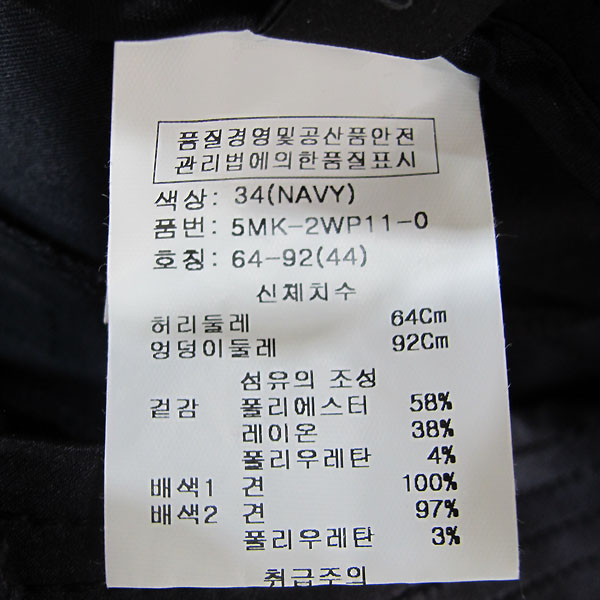 품질경영및공산품안전
관리법에의한품질표시
색상: 34(NAVY)
품번: 5MK-2WP11-0
호칭: 64-92(44)
신체치수
허리둘레 64Cm
엉덩이둘레 92Cm
섬유의 조성
겉감 폴리에스터 58%
레이온 38%
폴리우레탄 4%
배색1 견 100%
배색2 견 97%
폴리우레탄 3%
취급주의